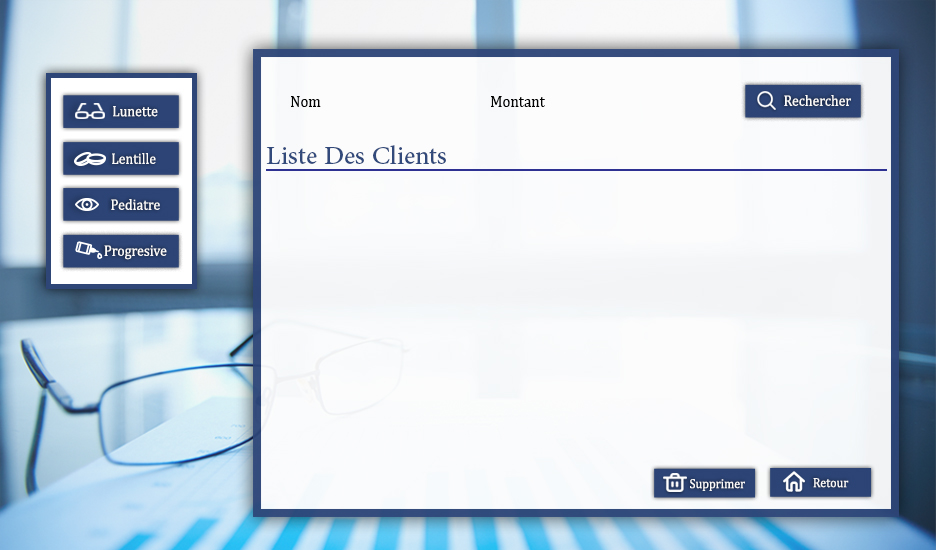 Lunette
Lentille
Pediatre
Progresive
Nom
Montant
Rechercher
Liste Des Clients
Supprimer
Retour